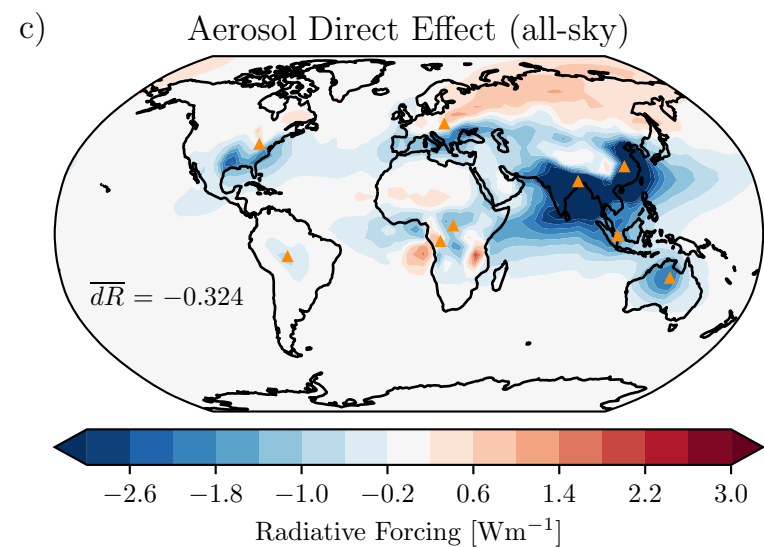 c)
Aerosol Direct Effect (all-sky)
\overline{dR} = −0.324
−2.6 −1.8 −1.0 −0.2 0.6 1.4 2.2 3.0
Radiative Forcing [Wm⁻¹]